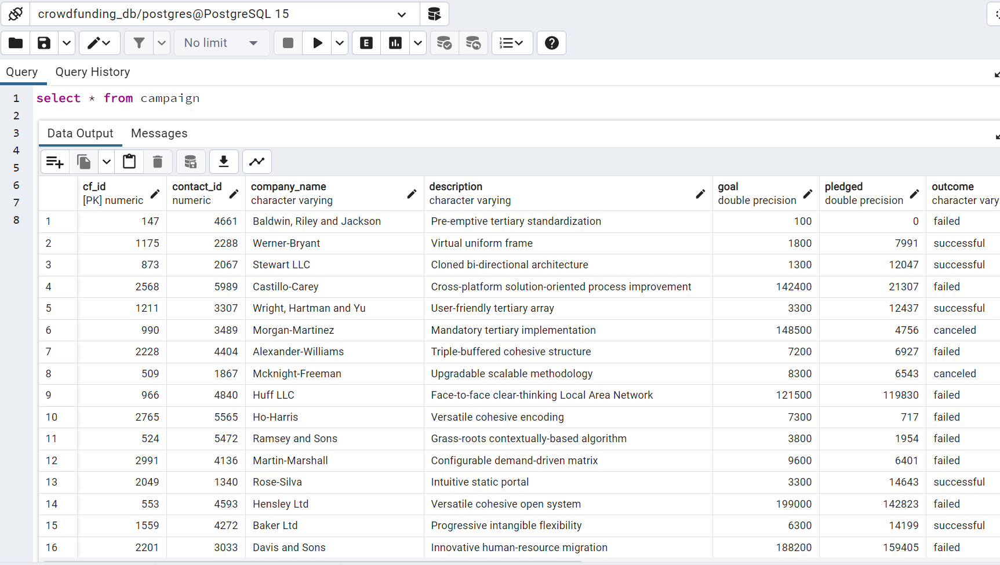 crowdfunding_db/postgres@PostgreSQL 15
No limit
E
Query Query History
1 select * from campaign
2
3
4
5
6
7
8
Data Output Messages
cf_id contact_id company_name description goal pledged outcome
[PK] numeric numeric character varying character varying double precision double precision character vary
1 147 4661 Baldwin, Riley and Jackson Pre-emptive tertiary standardization 100 0 failed
2 1175 2288 Werner-Bryant Virtual uniform frame 1800 7991 successful
3 873 2067 Stewart LLC Cloned bi-directional architecture 1300 12047 successful
4 2568 5989 Castillo-Carey Cross-platform solution-oriented process improvement 142400 21307 failed
5 1211 3307 Wright, Hartman and Yu User-friendly tertiary array 3300 12437 successful
6 990 3489 Morgan-Martinez Mandatory tertiary implementation 148500 4756 canceled
7 2228 4404 Alexander-Williams Triple-buffered cohesive structure 7200 6927 failed
8 509 1867 Mcknight-Freeman Upgradable scalable methodology 8300 6543 canceled
9 966 4840 Huff LLC Face-to-face clear-thinking Local Area Network 121500 119830 failed
10 2765 5565 Ho-Harris Versatile cohesive encoding 7300 717 failed
11 524 5472 Ramsey and Sons Grass-roots contextually-based algorithm 3800 1954 failed
12 2991 4136 Martin-Marshall Configurable demand-driven matrix 9600 6401 failed
13 2049 1340 Rose-Silva Intuitive static portal 3300 14643 successful
14 553 4593 Hensley Ltd Versatile cohesive open system 199000 142823 failed
15 1559 4272 Baker Ltd Progressive intangible flexibility 6300 14199 successful
16 2201 3033 Davis and Sons Innovative human-resource migration 188200 159405 failed